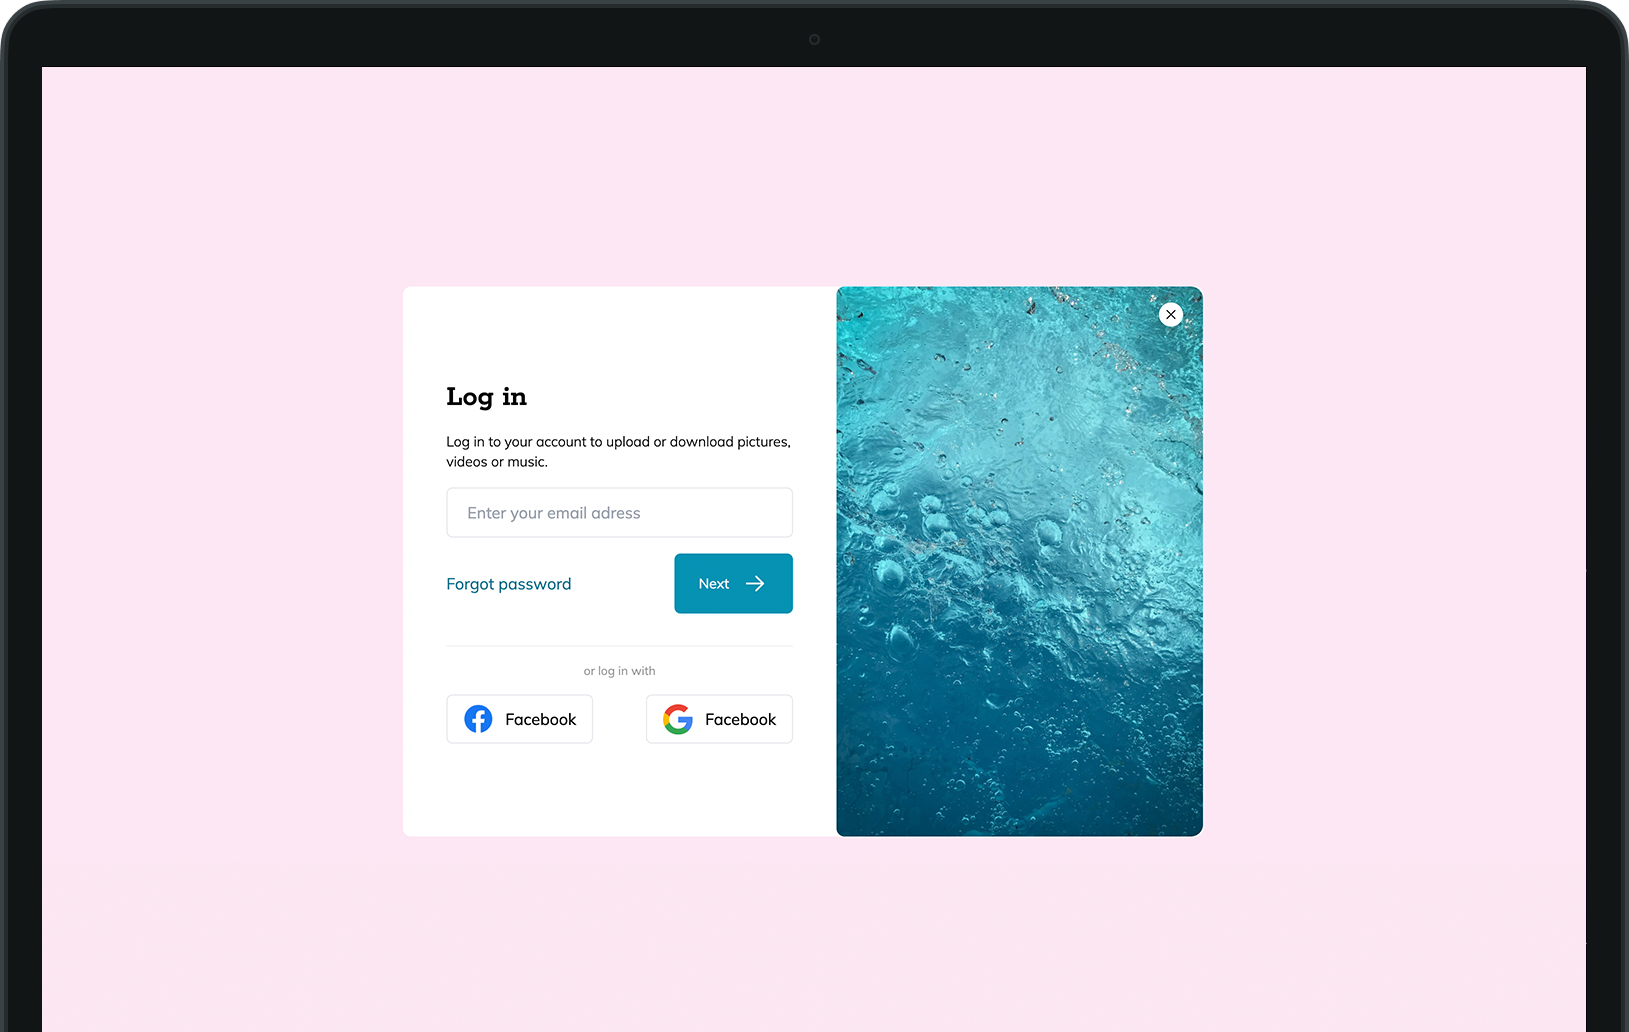 Log in
Log in to your account to upload or download pictures,
videos or music.
Enter your email adress
Forgot password
Next
or log in with
Facebook
Facebook